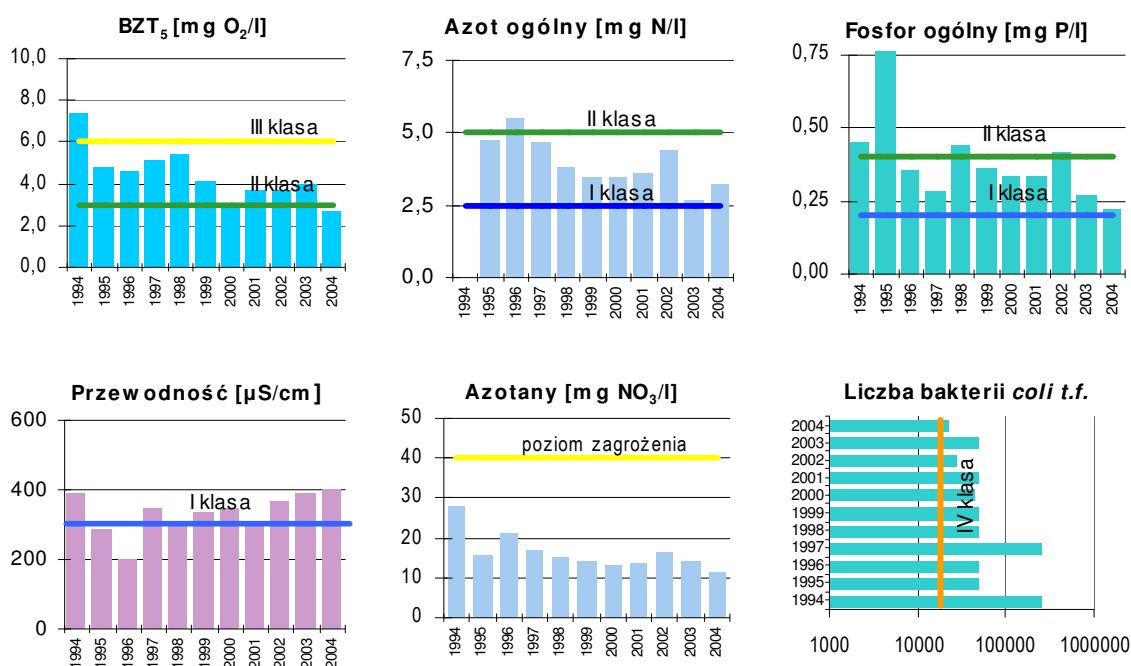 BZT5 [mg O2/l]
10,0
8,0
6,0
4,0
2,0
0,0
III klasa
II klasa
1994 1995 1996 1997 1998 1999 2000 2001 2002 2003 2004
Azot ogólny [mg N/l]
7,5
5,0
2,5
0,0
II klasa
I klasa
1994 1995 1996 1997 1998 1999 2000 2001 2002 2003 2004
Fosfor ogólny [mg P/l]
0,75
0,50
0,25
0,00
II klasa
I klasa
1994 1995 1996 1997 1998 1999 2000 2001 2002 2003 2004
Przewodność [µS/cm]
600
400
200
0
I klasa
1994 1995 1996 1997 1998 1999 2000 2001 2002 2003 2004
Azotany [mg NO3/l]
50
40
30
20
10
0
poziom zagrożenia
1994 1995 1996 1997 1998 1999 2000 2001 2002 2003 2004
Liczba bakterii coli t.f.
2004
2003
2002
2001
2000
1999
1998
1997
1996
1995
1994
IV klasa
1000 10000 100000 1000000